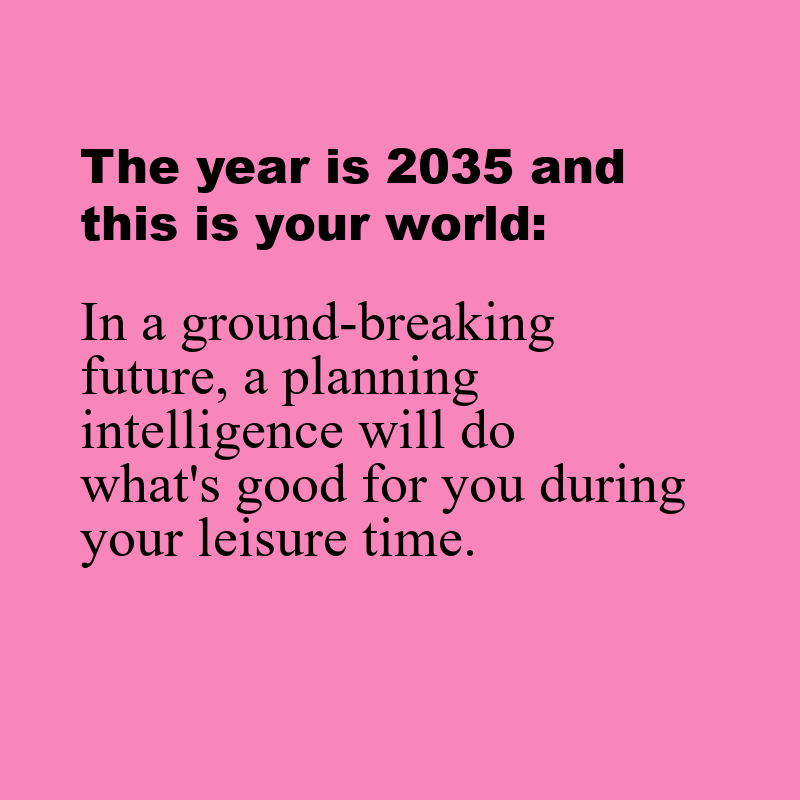 The year is 2035 and
this is your world:
In a ground-breaking
future, a planning
intelligence will do
what's good for you during
your leisure time.